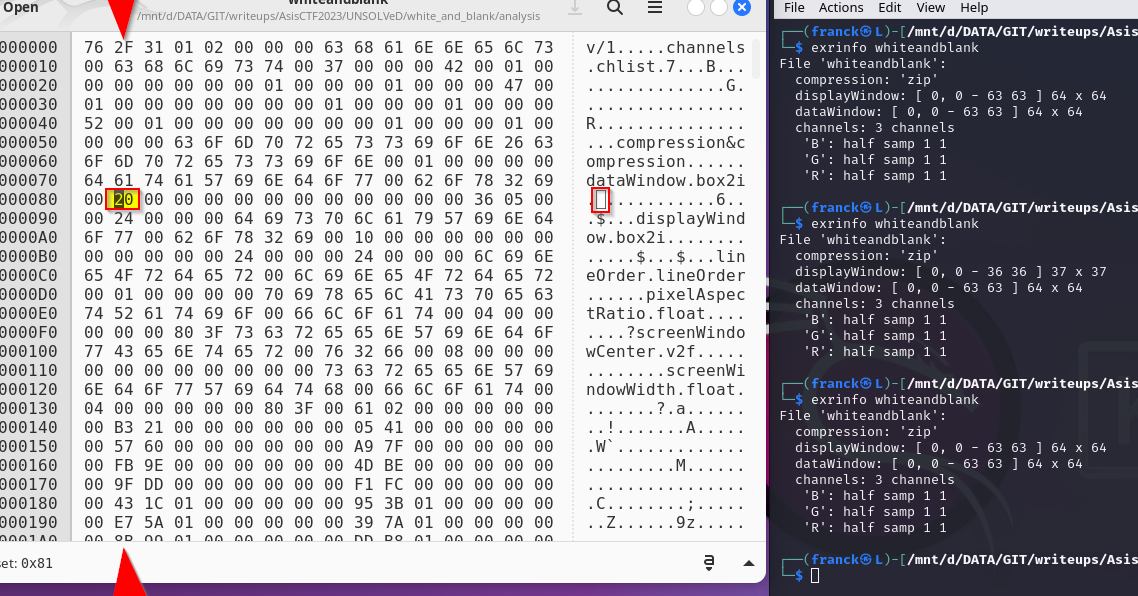 Open
whiteandblank
/mnt/d/DATA/GIT/writeups/AsisCTF2023/UNSOLVeD/white_and_blank/analysis
000000 76 2F 31 01 02 00 00 00 63 68 61 6E 6E 65 6C 73 v/1.....channels
000010 00 63 68 6C 69 73 74 00 37 00 00 00 42 00 01 00 .chlist.7...B...
000020 00 00 00 00 00 01 00 00 00 01 00 00 00 47 00 ..............G.
000030 01 00 00 00 00 00 00 00 01 00 00 00 01 00 00 00 ................
000040 52 00 01 00 00 00 00 00 00 01 00 00 00 01 00 R...............
000050 00 00 00 63 6F 6D 70 72 65 73 73 69 6F 6E 26 63 ...compression&c
000060 6F 6D 70 72 65 73 73 69 6F 6E 00 01 00 00 00 ompression......
000070 64 61 74 61 57 69 6E 64 6F 77 00 62 6F 78 32 69 dataWindow.box2i
000080 00 20 00 00 00 00 00 00 00 00 00 00 00 36 05 00 ............6..
000090 00 24 00 00 00 64 69 73 70 6C 61 79 57 69 6E 64 .$...displayWind
0000A0 6F 77 00 62 6F 78 32 69 00 10 00 00 00 00 00 00 ow.box2i........
0000B0 00 00 00 00 00 24 00 00 00 24 00 00 00 6C 69 6E .....$...$...lin
0000C0 65 4F 72 64 65 72 00 6C 69 6E 65 4F 72 64 65 72 eOrder.lineOrder
0000D0 00 01 00 00 00 00 70 69 78 65 6C 41 73 70 65 63 ......pixelAspec
0000E0 74 52 61 74 69 6F 00 66 6C 6F 61 74 00 04 00 00 tRatio.float....
0000F0 00 00 00 80 3F 73 63 72 65 65 6E 57 69 6E 64 6F ....?screenWindo
000100 77 43 65 6E 74 65 72 00 76 32 66 00 08 00 00 00 wCenter.v2f.....
000110 00 00 00 00 00 00 00 73 63 72 65 65 6E 57 69 .......screenWi
000120 6E 64 6F 77 57 69 64 74 68 00 66 6C 6F 61 74 00 ndowWidth.float.
000130 04 00 00 00 00 00 80 3F 00 61 02 00 00 00 00 00 .......?.a......
000140 00 B3 21 00 00 00 00 00 00 05 41 00 00 00 00 00 ..!.......A.....
000150 00 57 60 00 00 00 00 00 00 A9 7F 00 00 00 00 00 .W`.............
000160 00 FB 9E 00 00 00 00 00 00 4D BE 00 00 00 00 00 .........M......
000170 00 9F DD 00 00 00 00 00 00 F1 FC 00 00 00 00 00 ................
000180 00 43 1C 01 00 00 00 00 00 95 3B 01 00 00 00 00 .C........;.....
000190 00 E7 5A 01 00 00 00 00 00 39 7A 01 00 00 00 00 ..Z......9z.....
set: 0x81
File Actions Edit View Help
┌──(franck㉿L)-[/mnt/d/DATA/GIT/writeups/Asis
└─$ exrinfo whiteandblank
File 'whiteandblank':
compression: 'zip'
displayWindow: [ 0, 0 - 63 63 ] 64 x 64
dataWindow: [ 0, 0 - 63 63 ] 64 x 64
channels: 3 channels
'B': half samp 1 1
'G': half samp 1 1
'R': half samp 1 1
┌──(franck㉿L)-[/mnt/d/DATA/GIT/writeups/Asis
└─$ exrinfo whiteandblank
File 'whiteandblank':
compression: 'zip'
displayWindow: [ 0, 0 - 36 36 ] 37 x 37
dataWindow: [ 0, 0 - 63 63 ] 64 x 64
channels: 3 channels
'B': half samp 1 1
'G': half samp 1 1
'R': half samp 1 1
┌──(franck㉿L)-[/mnt/d/DATA/GIT/writeups/Asis
└─$ exrinfo whiteandblank
File 'whiteandblank':
compression: 'zip'
displayWindow: [ 0, 0 - 63 63 ] 64 x 64
dataWindow: [ 0, 0 - 63 63 ] 64 x 64
channels: 3 channels
'B': half samp 1 1
'G': half samp 1 1
'R': half samp 1 1
┌──(franck㉿L)-[/mnt/d/DATA/GIT/writeups/Asis
└─$